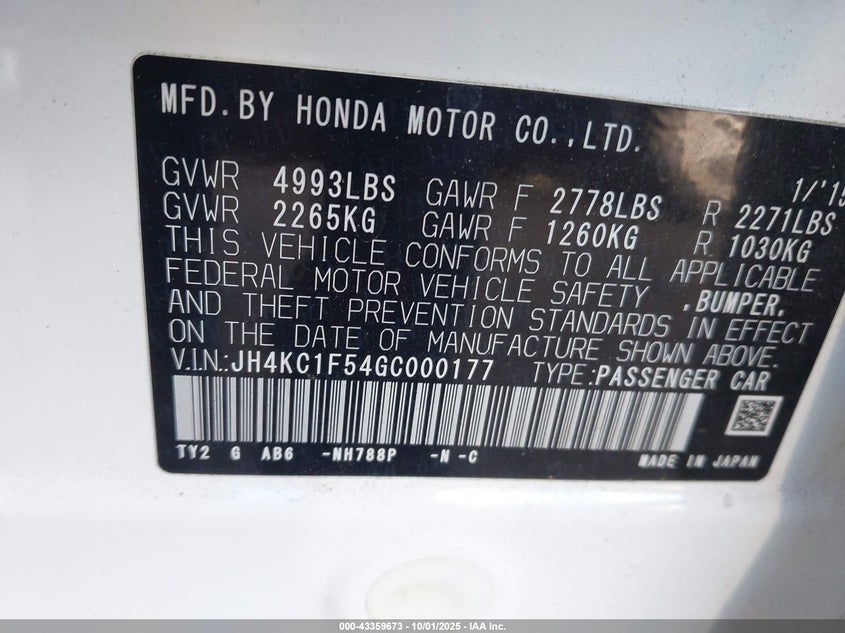 MFD. BY HONDA MOTOR CO., LTD.
1/'15
GVWR 4993LBS GAWR F 2778LBS R 2271LBS
GVWR 2265KG GAWR F 1260KG R 1030KG
THIS VEHICLE CONFORMS TO ALL APPLICABLE
FEDERAL MOTOR VEHICLE SAFETY ,BUMPER,
AND THEFT PREVENTION STANDARDS IN EFFECT
ON THE DATE OF MANUFACTURE SHOWN ABOVE.
V.IN.:JH4KC1F54GC000177 TYPE:PASSENGER CAR
TY2 G AB6 -NH788P -N -C
MADE IN JAPAN
000-43359673 - 10/01/2025 - IAA Inc.